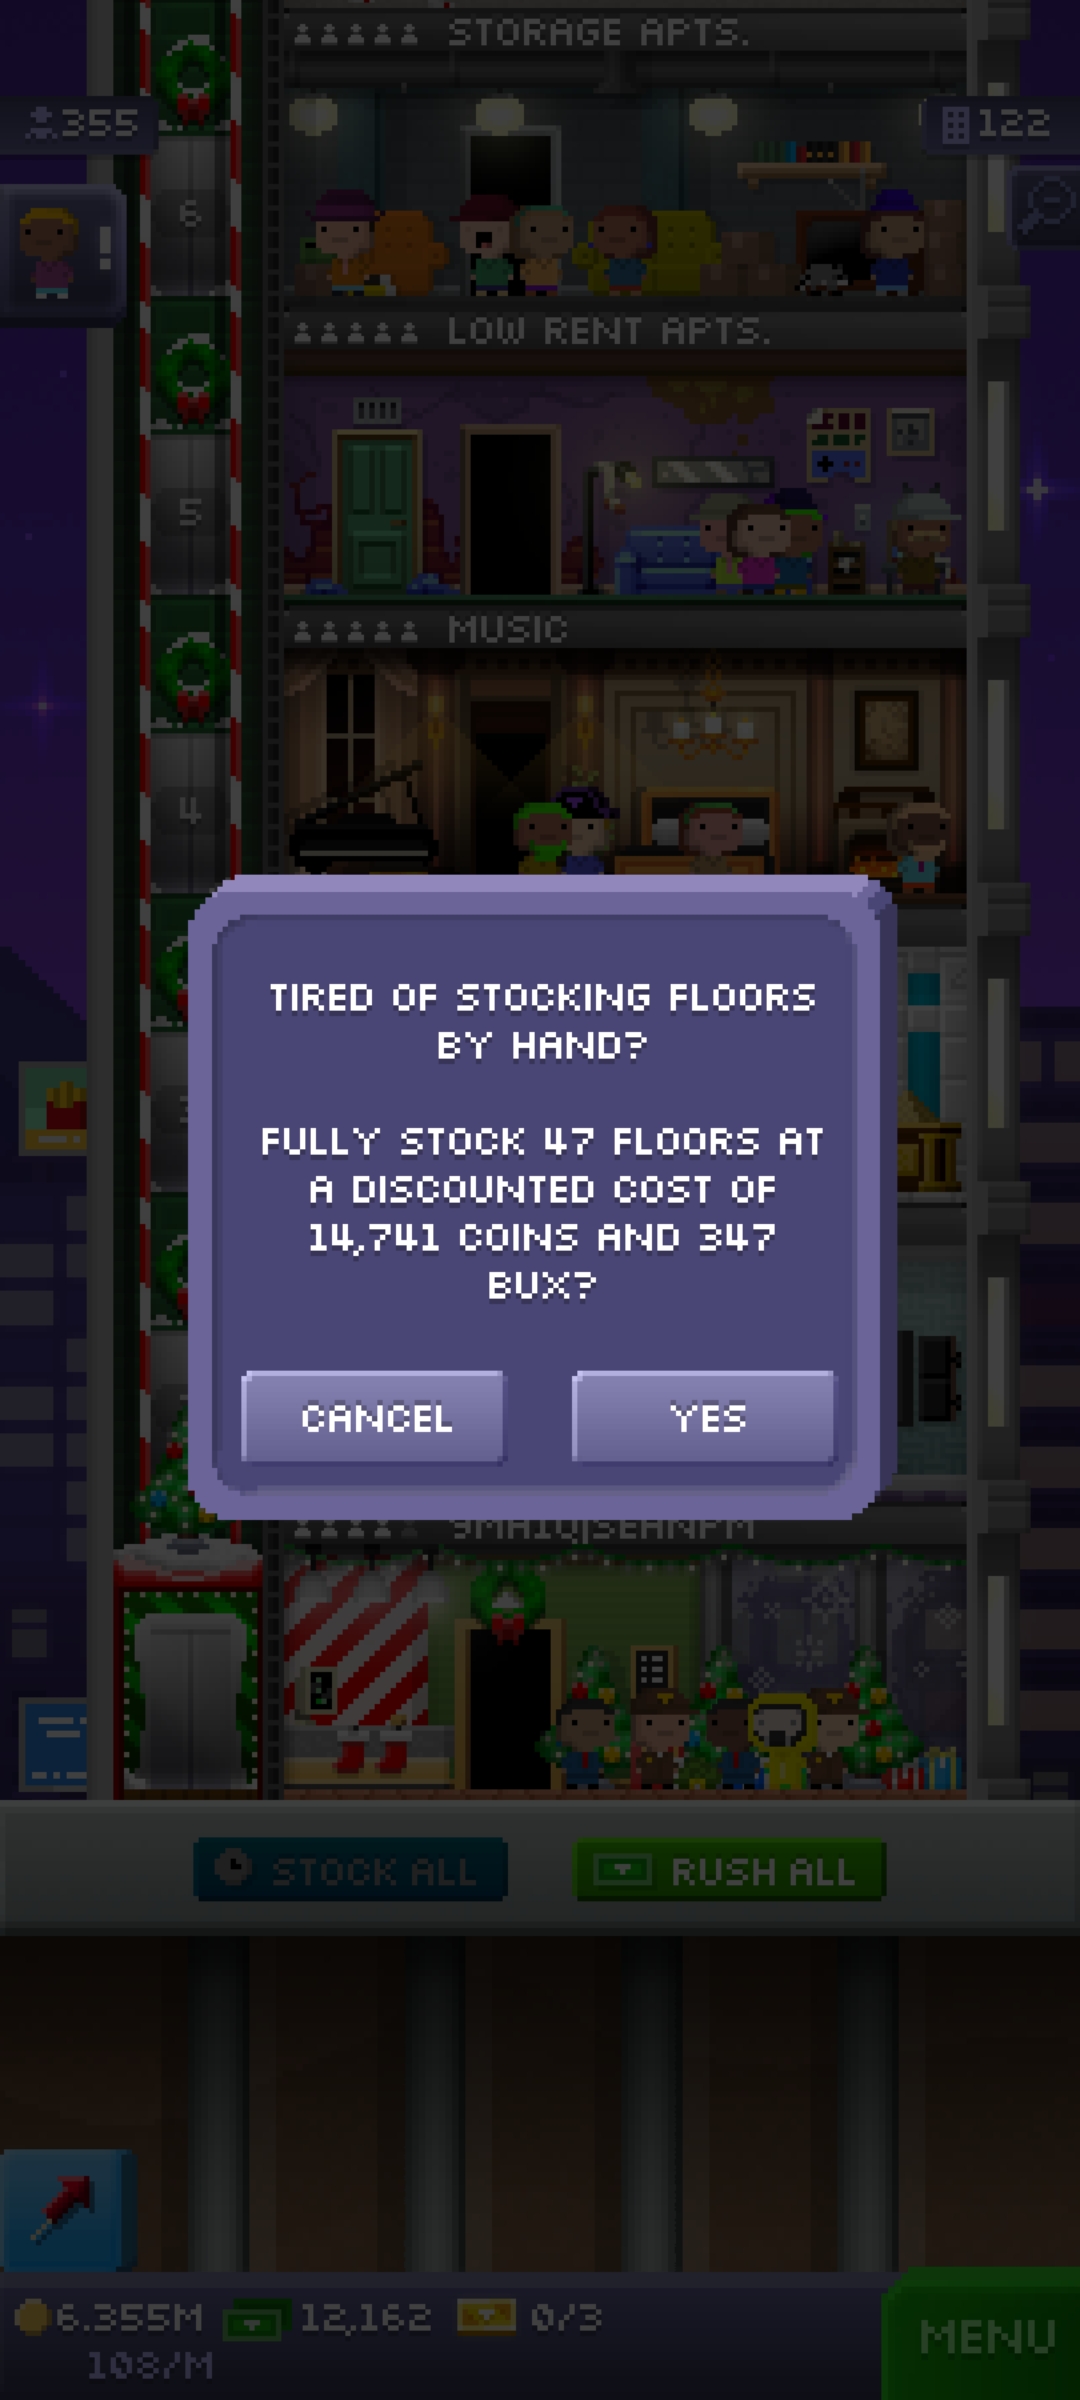 STORAGE APTS.
355
122
6
!
LOW RENT APTS.
5
MUSIC
4
TIRED OF STOCKING FLOORS
BY HAND?
FULLY STOCK 47 FLOORS AT
A DISCOUNTED COST OF
14,741 COINS AND 347
BUX?
CANCEL
YES
STOCK ALL
RUSH ALL
6.355M
12,162
0/3
108/M
MENU